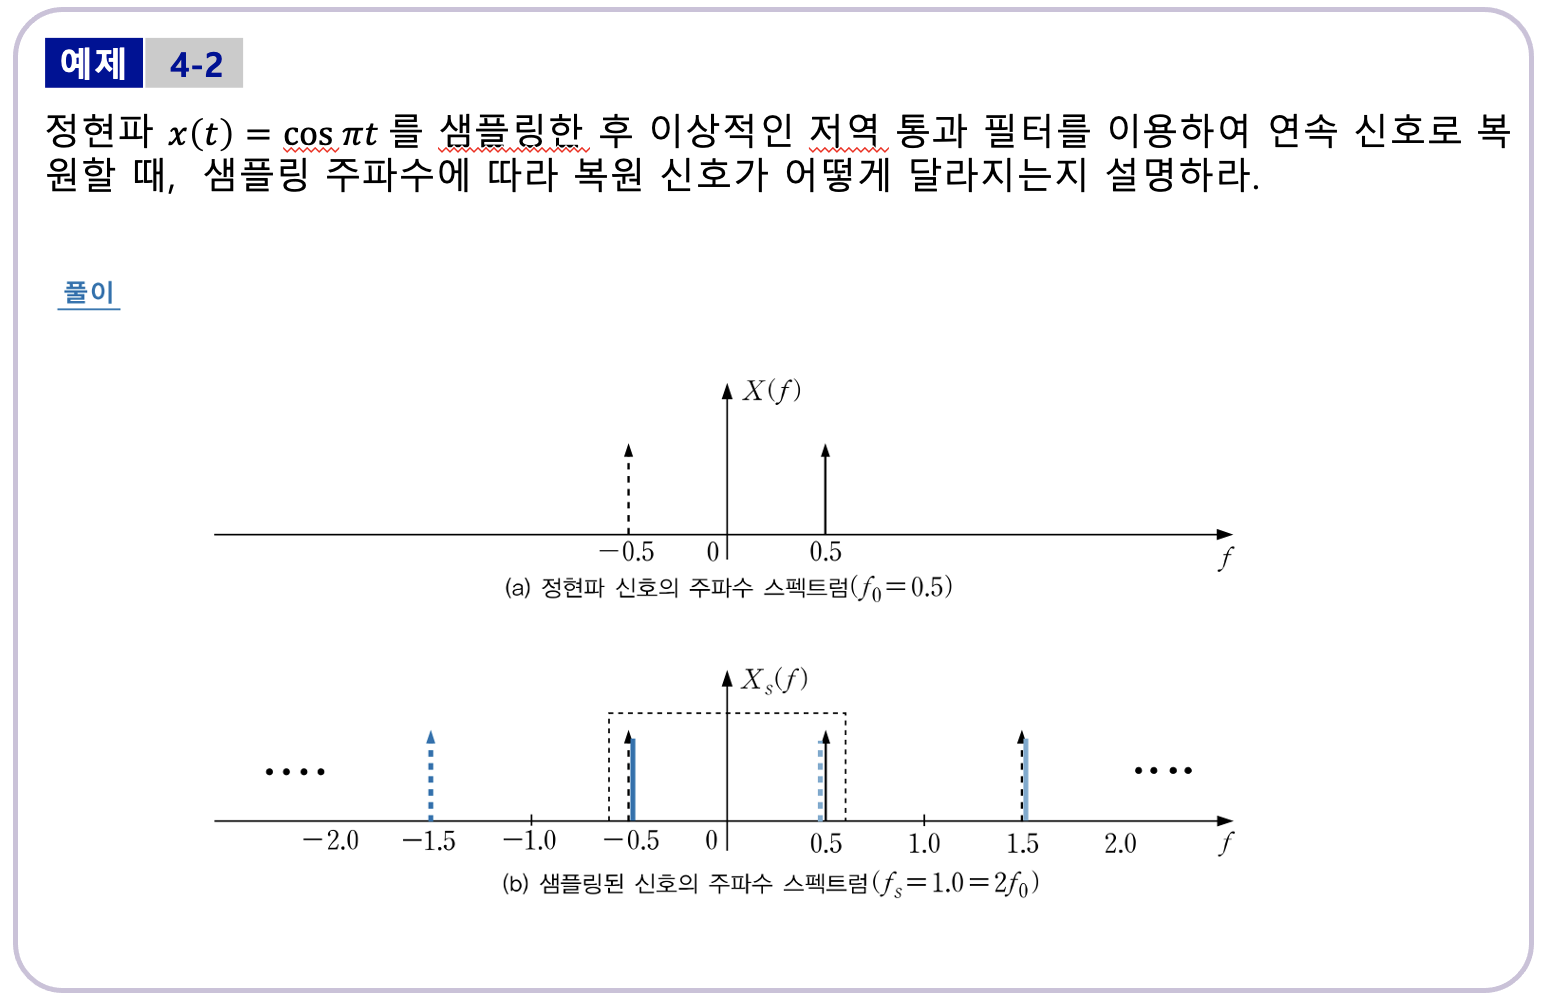 예제 4-2
정현파 x(t) = cos πt 를 샘플링한 후 이상적인 저역 통과 필터를 이용하여 연속 신호로 복
원할 때, 샘플링 주파수에 따라 복원 신호가 어떻게 달라지는지 설명하라.
풀이
X(f)
−0.5 0 0.5 f
(a) 정현파 신호의 주파수 스펙트럼(f₀=0.5)
Xₛ(f)
−2.0 −1.5 −1.0 −0.5 0 0.5 1.0 1.5 2.0 f
(b) 샘플링된 신호의 주파수 스펙트럼(fₛ=1.0=2f₀)